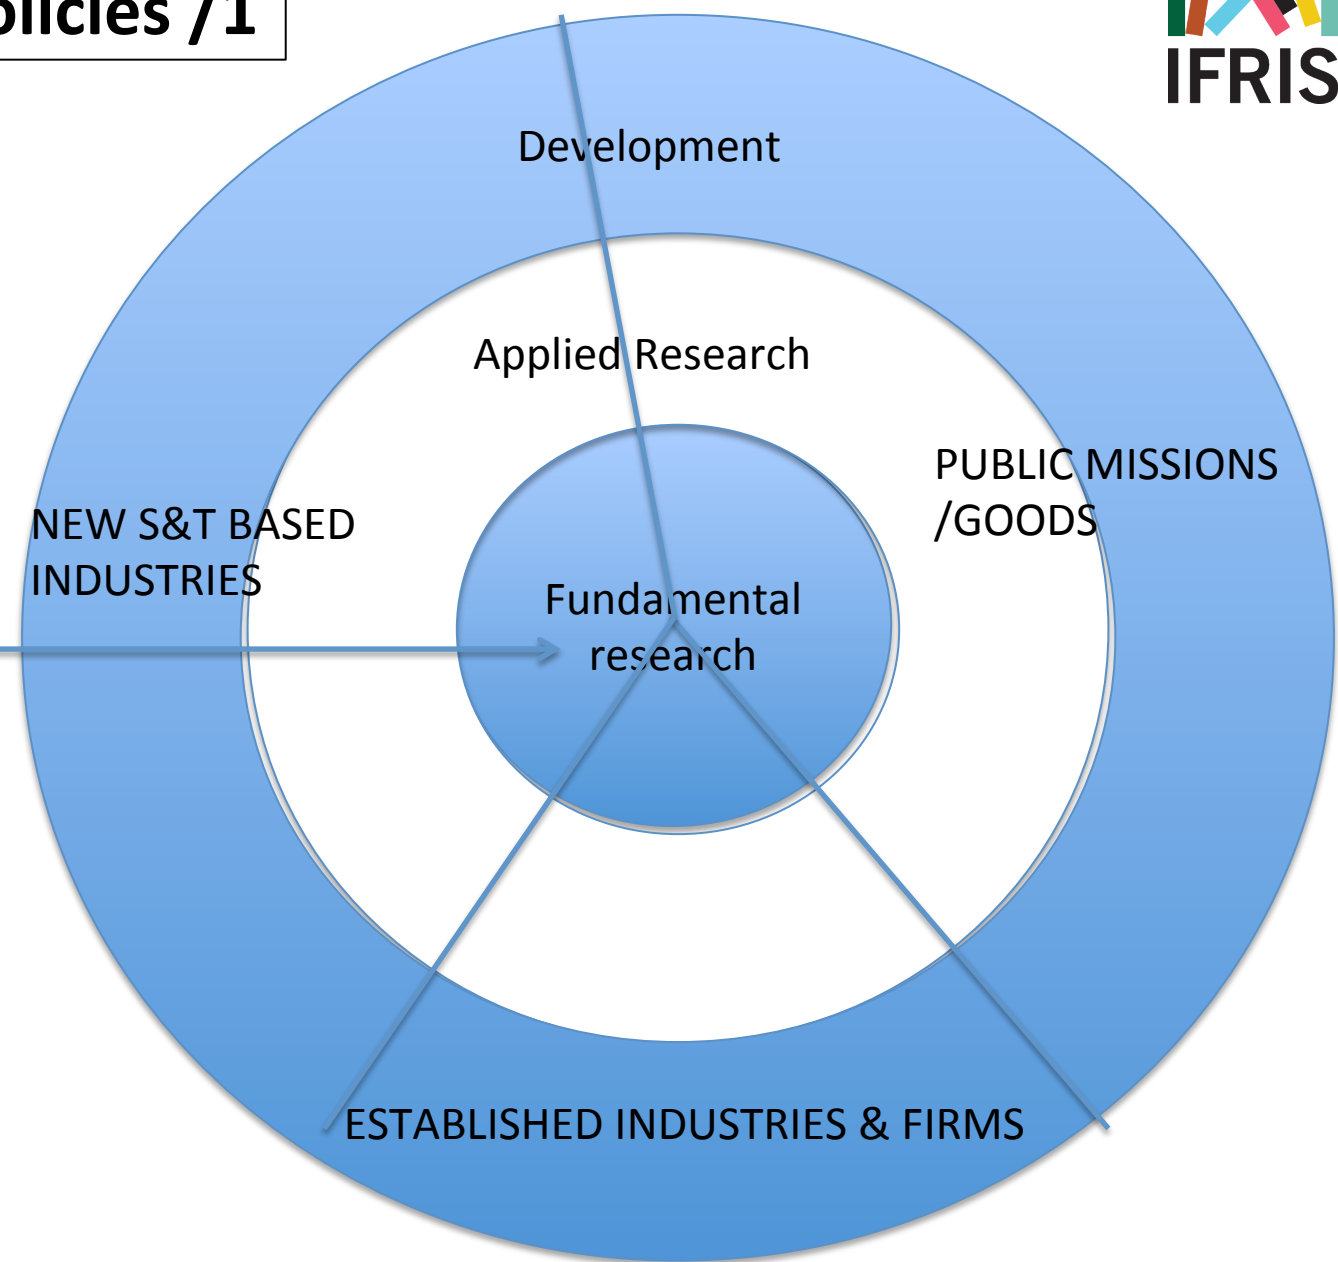 olicies /1
IFRIS
Development
Applied Research
PUBLIC MISSIONS
/GOODS
NEW S&T BASED
INDUSTRIES
Fundamental
research
ESTABLISHED INDUSTRIES & FIRMS